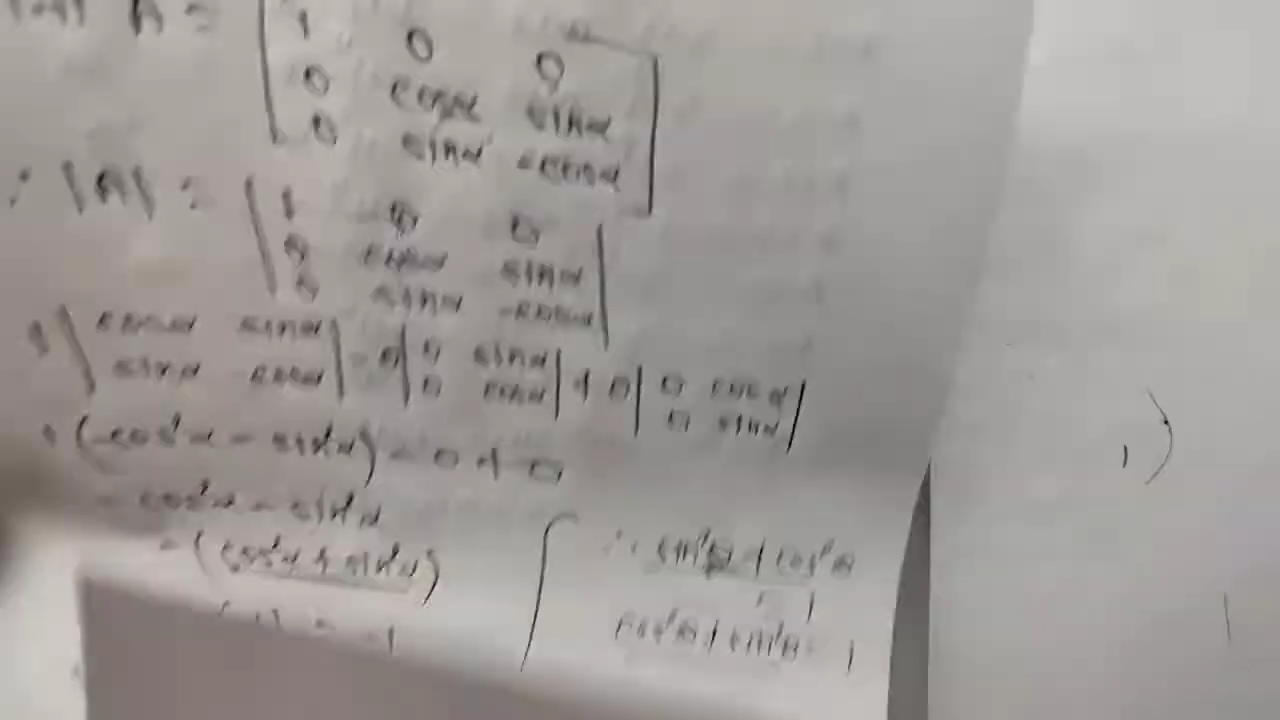 A = [ 1 0 0
0 cosα sinα
0 sinα -cosα ]
∴ |A| = | 1 0 0
0 cosα sinα
0 sinα -cosα |
| cosα sinα | - 0 | 0 sinα | + 0 | 0 cosα |
| sinα cosα | | 0 cosα | | 0 sinα |
(-cos²α - sin²α) - 0 + 0
- cos²α - sin²α
- (cos²α + sin²α)
∴ sin²θ + cos²θ
= 1
cos²θ + sin²θ = 1
= -1